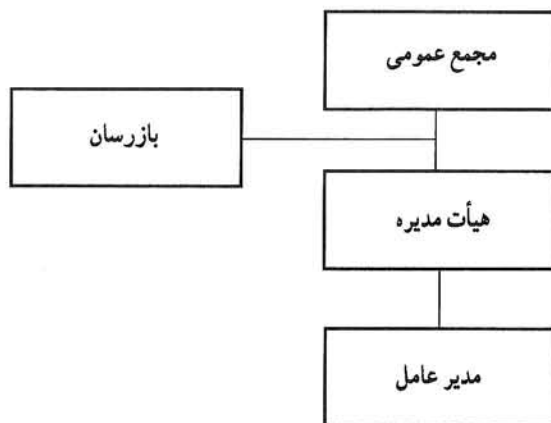 مجمع عمومی
بازرسان
هیأت مدیره
مدیر عامل